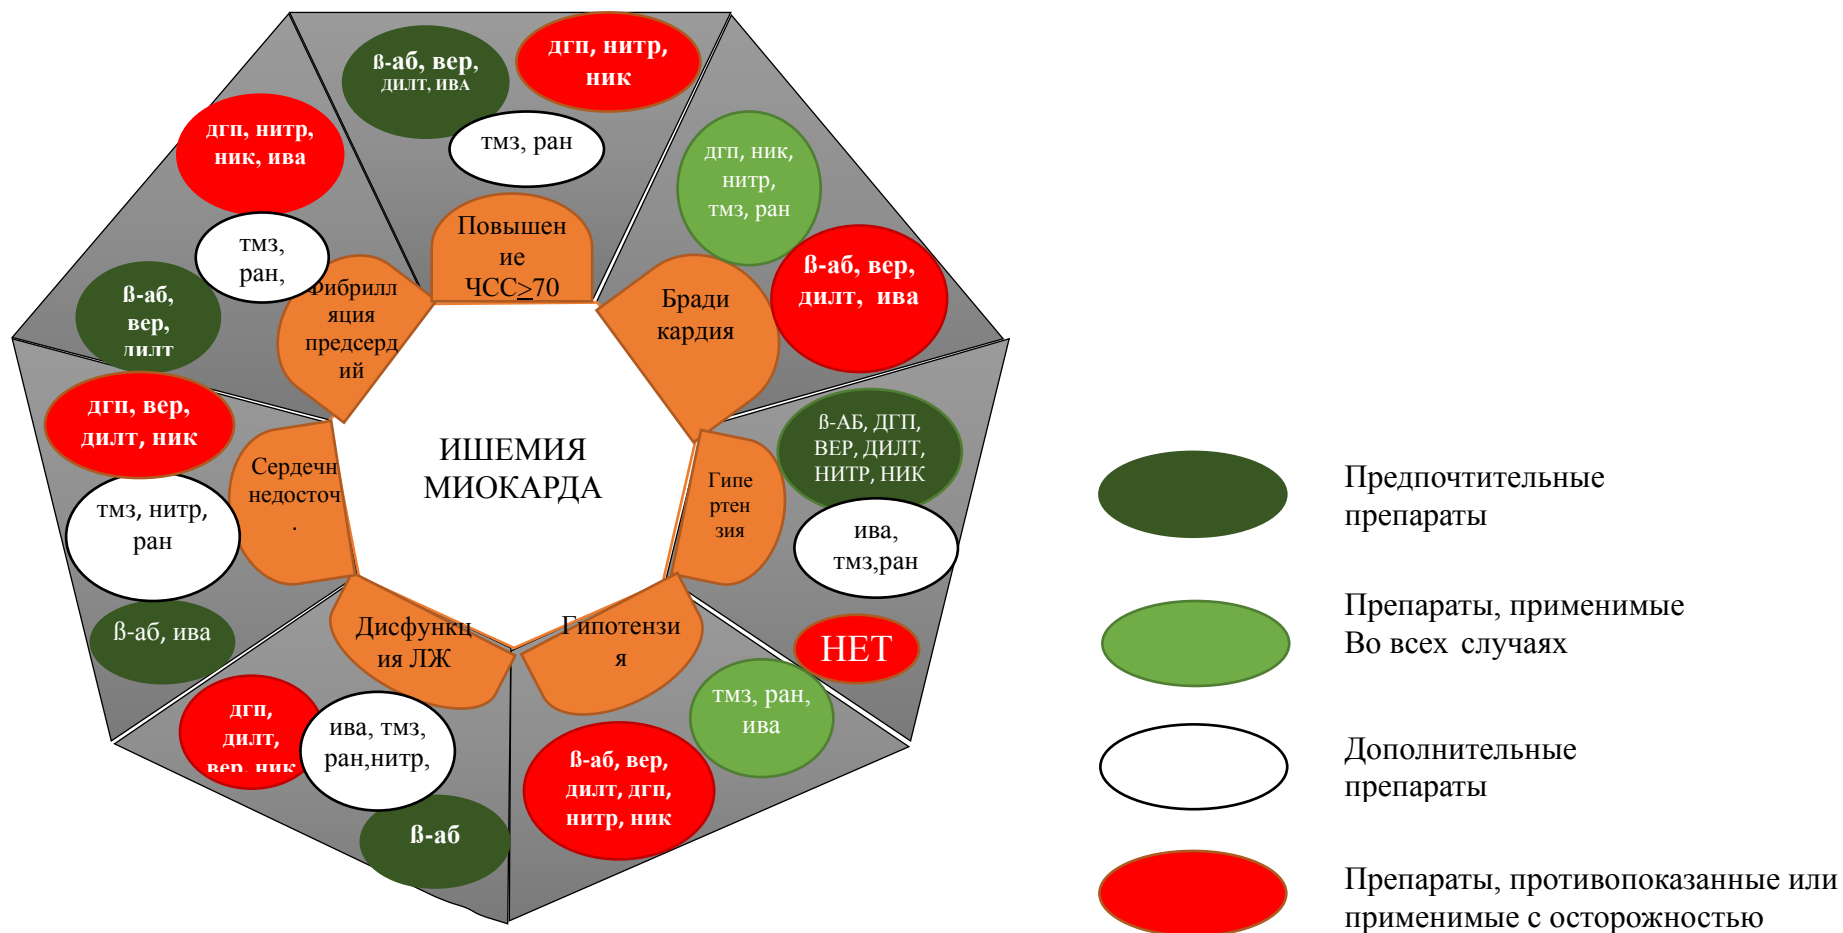 ß-аб, вер,
ДИЛТ, ИВА
дгп, нитр,
ник
тмз, ран
Повышен
ие
ЧСС≥70
дгп, ник,
нитр,
тмз, ран
ß-аб, вер,
дилт, ива
Бради
кардия
ß-АБ, ДГП,
ВЕР, ДИЛТ,
НИТР, НИК
ива,
тмз,ран
НЕТ
Гипе
ртен
зия
Гипотензи
я
тмз, ран,
ива
ß-аб, вер,
дилт, дгп,
нитр, ник
Дисфункц
ия ЛЖ
дгп,
дилт,
вер, ник
ива, тмз,
ран,нитр,
ß-аб
Сердечн
недосточ
.
дгп, вер,
дилт, ник
тмз, нитр,
ран
ß-аб, ива
Фибрилл
яция
предсерд
ий
дгп, нитр,
ник, ива
тмз,
ран,
ß-аб,
вер,
дилт
ИШЕМИЯ
МИОКАРДА
Предпочтительные
препараты
Препараты, применимые
Во всех случаях
Дополнительные
препараты
Препараты, противопоказанные или
применимые с осторожностью